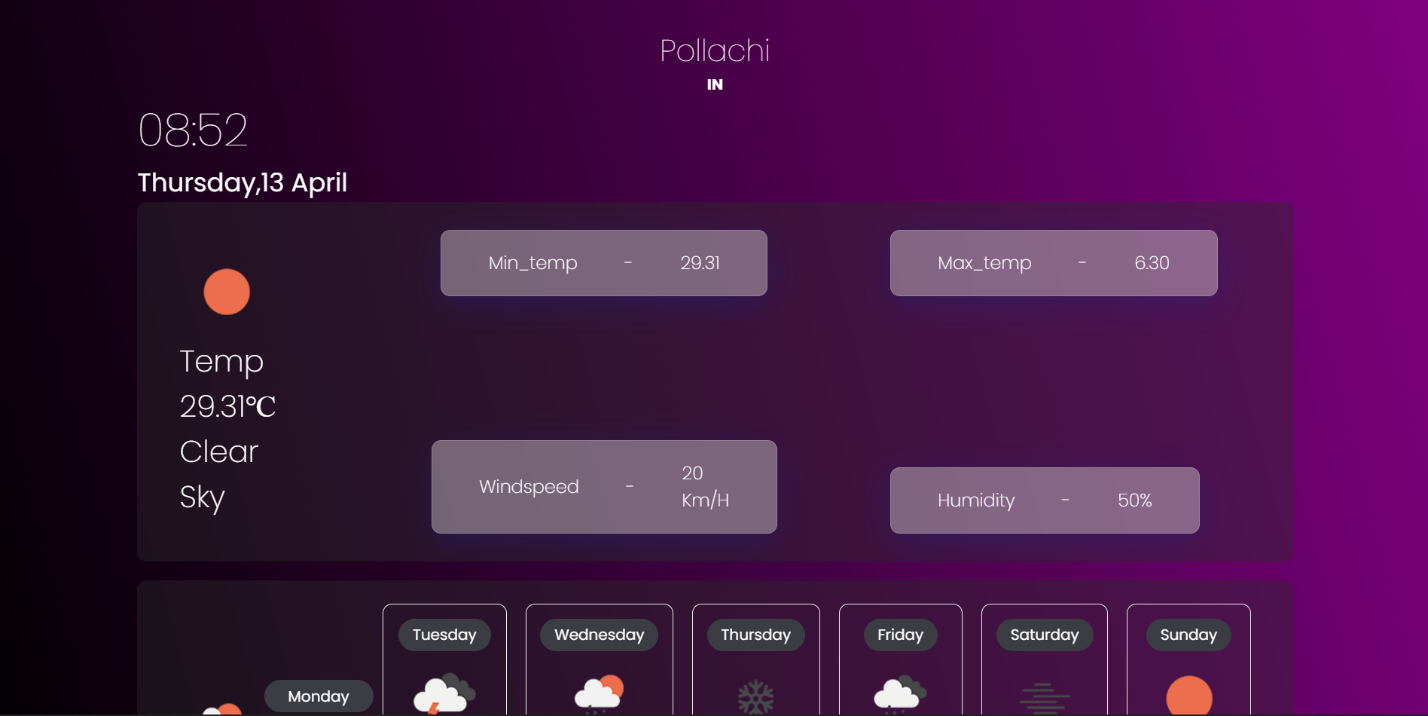 Pollachi
IN
08:52
Thursday,13 April
Min_temp - 29.31
Max_temp - 6.30
Temp
29.31℃
Clear
Sky
Windspeed - 20
Km/H
Humidity - 50%
Monday
Tuesday
Wednesday
Thursday
Friday
Saturday
Sunday